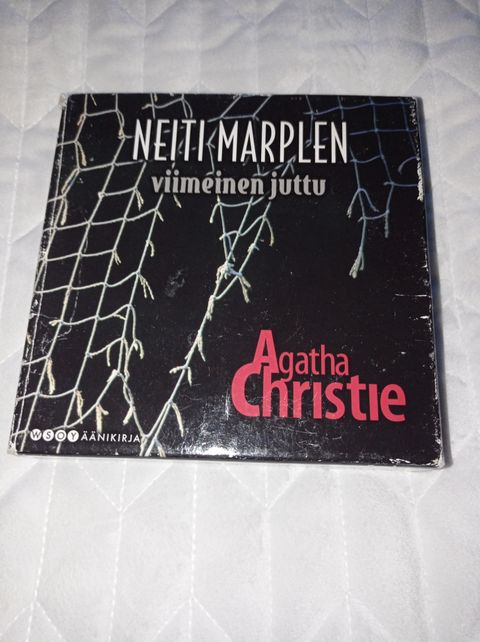 NEITI MARPLEN
viimeinen juttu
Agatha
Christie
WSOY ÄÄNIKIRJA